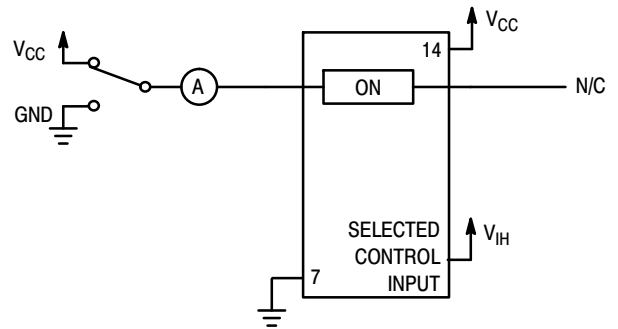 VCC
GND
A
ON
14
VCC
N/C
SELECTED
CONTROL
INPUT
VIH
7